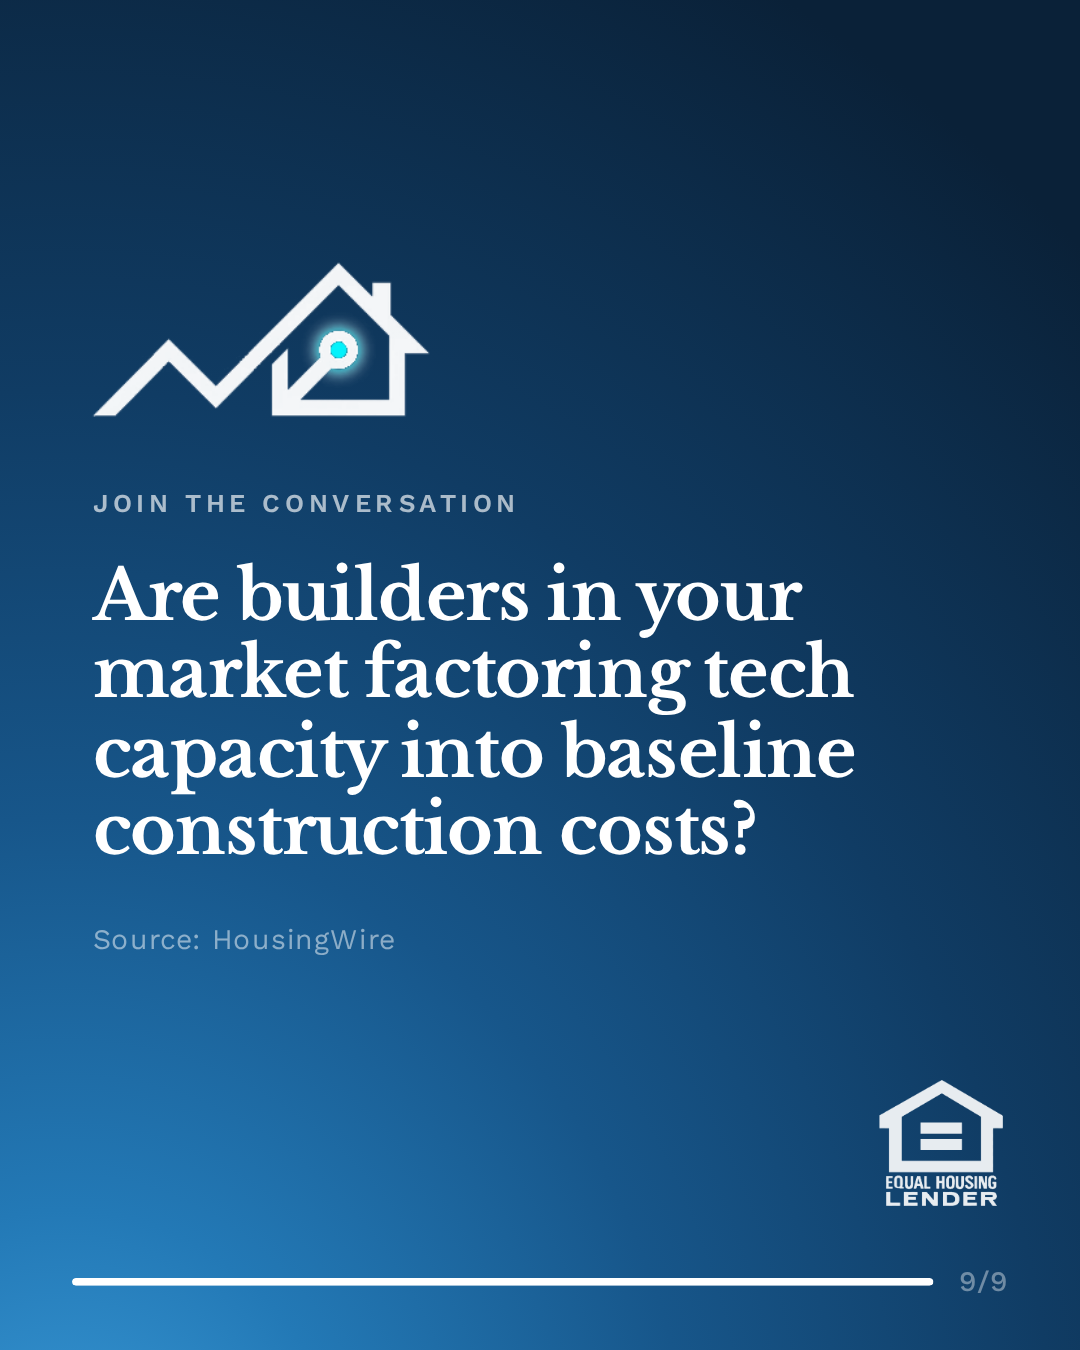 JOIN THE CONVERSATION
Are builders in your
market factoring tech
capacity into baseline
construction costs?
Source: HousingWire
EQUAL HOUSING
LENDER
9/9